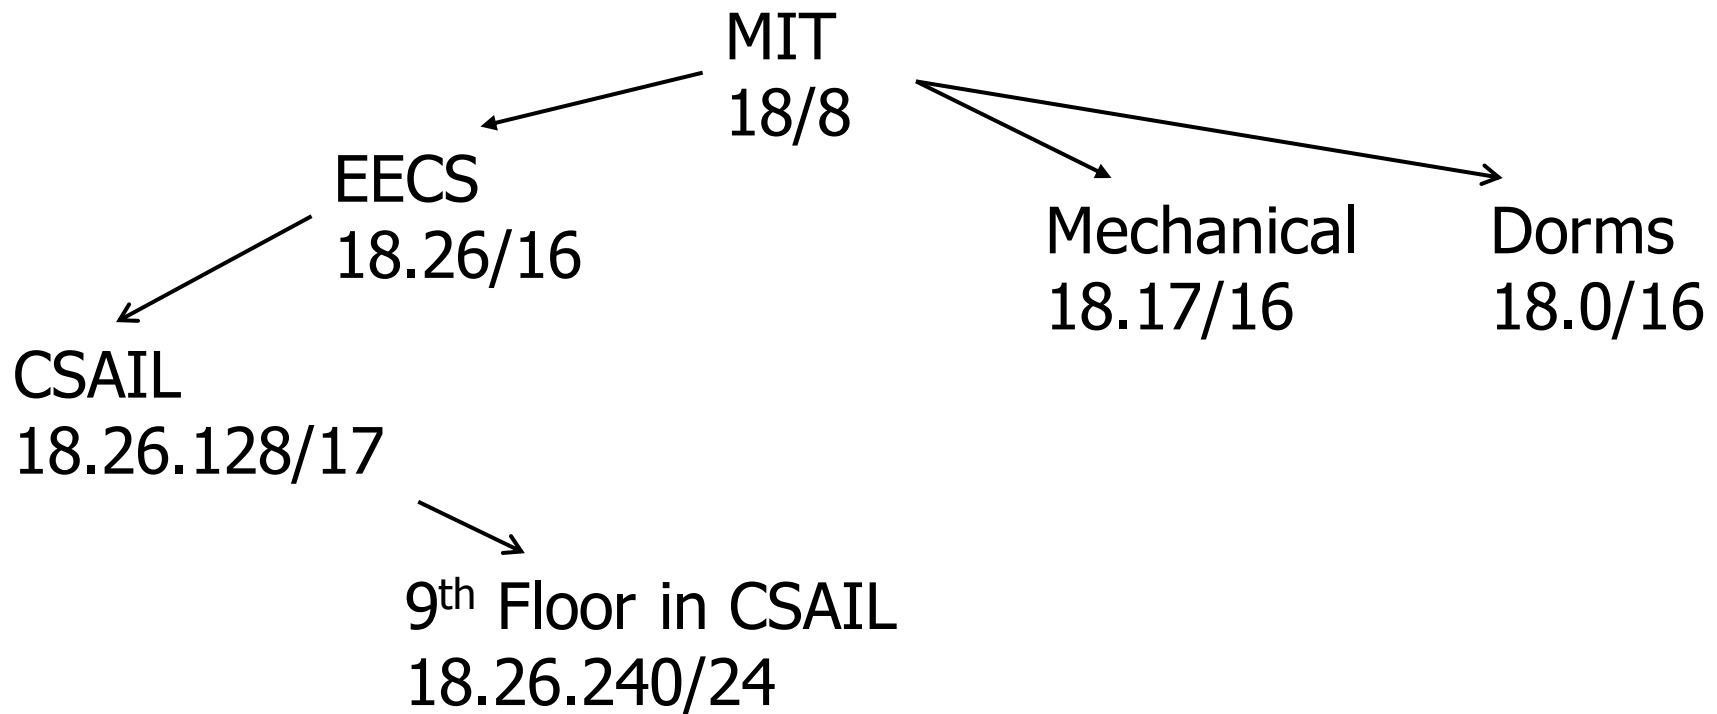 MIT
18/8
EECS
18.26/16
Mechanical
18.17/16
Dorms
18.0/16
CSAIL
18.26.128/17
9th Floor in CSAIL
18.26.240/24